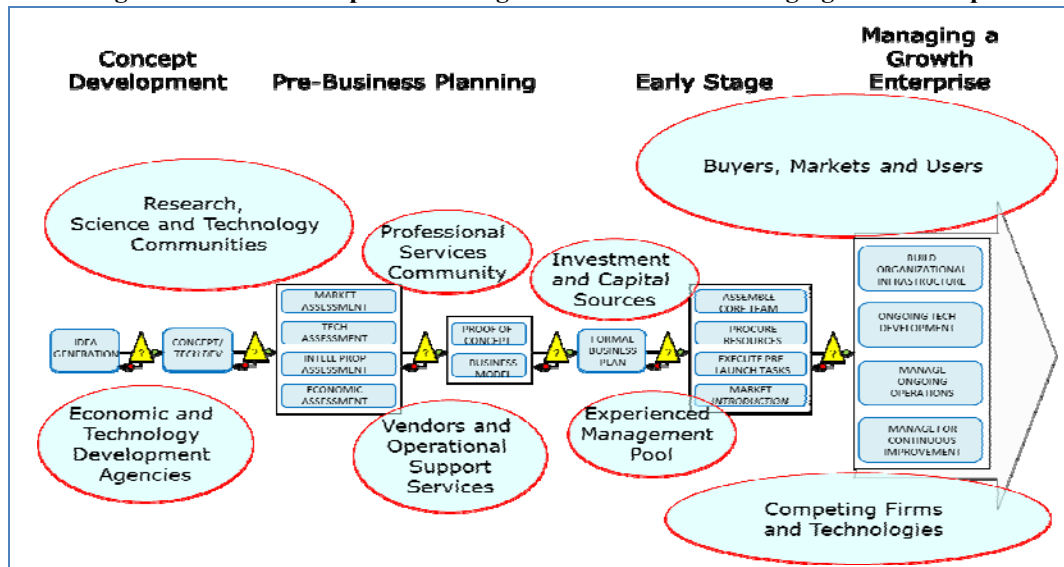 Concept
Development
Pre-Business Planning
Early Stage
Managing a
Growth
Enterprise
Buyers, Markets and Users
Research,
Science and Technology
Communities
Professional
Services
Community
Investment
and Capital
Sources
IDEA
GENERATION
?
CONCEPT/
TECH DEV
?
MARKET
ASSESSMENT
TECH
ASSESSMENT
INTELL PROP
ASSESSMENT
ECONOMIC
ASSESSMENT
?
PROOF OF
CONCEPT
BUSINESS
MODEL
?
FORMAL
BUSINESS
PLAN
?
ASSEMBLE
CORE TEAM
PROCURE
RESOURCES
EXECUTE PRE
LAUNCH TASKS
MARKET
INTRODUCTION
?
BUILD
ORGANIZATIONAL
INFRASTRUCTURE
ONGOING TECH
DEVELOPMENT
MANAGE
ONGOING
OPERATIONS
MANAGE FOR
CONTINUOUS
IMPROVEMENT
Economic and
Technology
Development
Agencies
Vendors and
Operational
Support
Services
Experienced
Management
Pool
Competing Firms
and Technologies